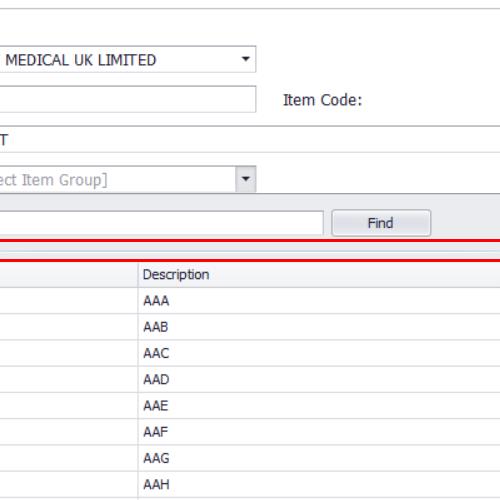 MEDICAL UK LIMITED
Item Code:
T
ect Item Group]
Find
Description
AAA
AAB
AAC
AAD
AAE
AAF
AAG
AAH